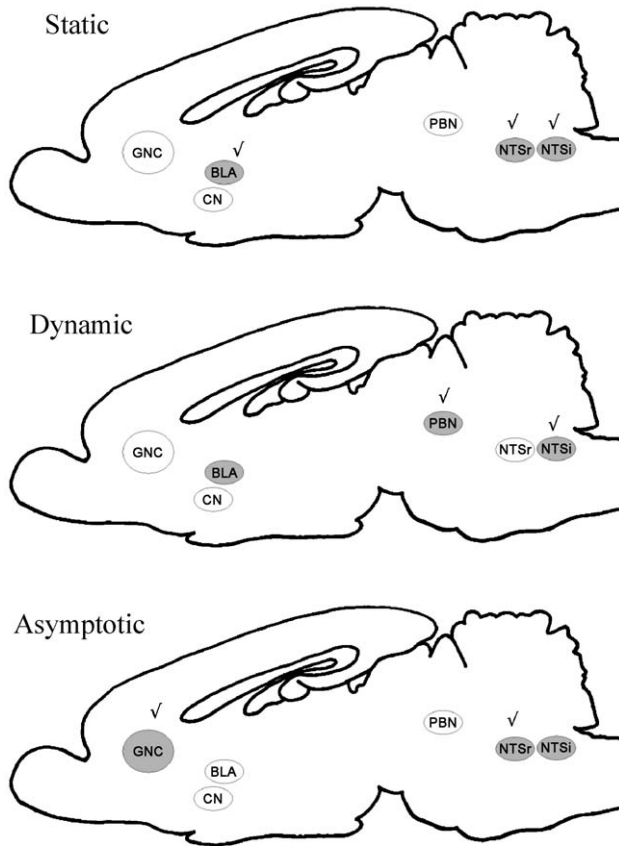 Static
√ √ √
GNC BLA CN PBN NTSr NTSi
Dynamic
√ √
GNC BLA CN PBN NTSr NTSi
Asymptotic
√ √
GNC BLA CN PBN NTSr NTSi